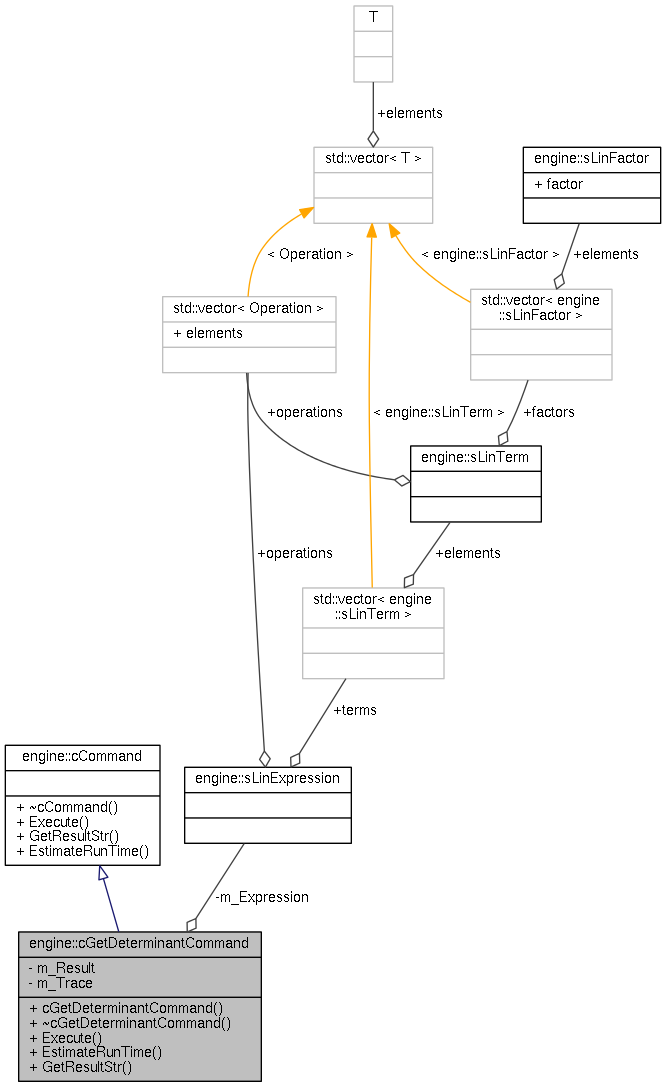 T
+elements
std::vector< T >
engine::sLinFactor
+ factor
< Operation >
< engine::sLinFactor >
+elements
std::vector< Operation >
+ elements
std::vector< engine
::sLinFactor >
+operations
< engine::sLinTerm >
+factors
engine::sLinTerm
+operations
+elements
std::vector< engine
::sLinTerm >
+terms
engine::cCommand
+ ~cCommand()
+ Execute()
+ GetResultStr()
+ EstimateRunTime()
engine::sLinExpression
-m_Expression
engine::cGetDeterminantCommand
- m_Result
- m_Trace
+ cGetDeterminantCommand()
+ ~cGetDeterminantCommand()
+ Execute()
+ EstimateRunTime()
+ GetResultStr()